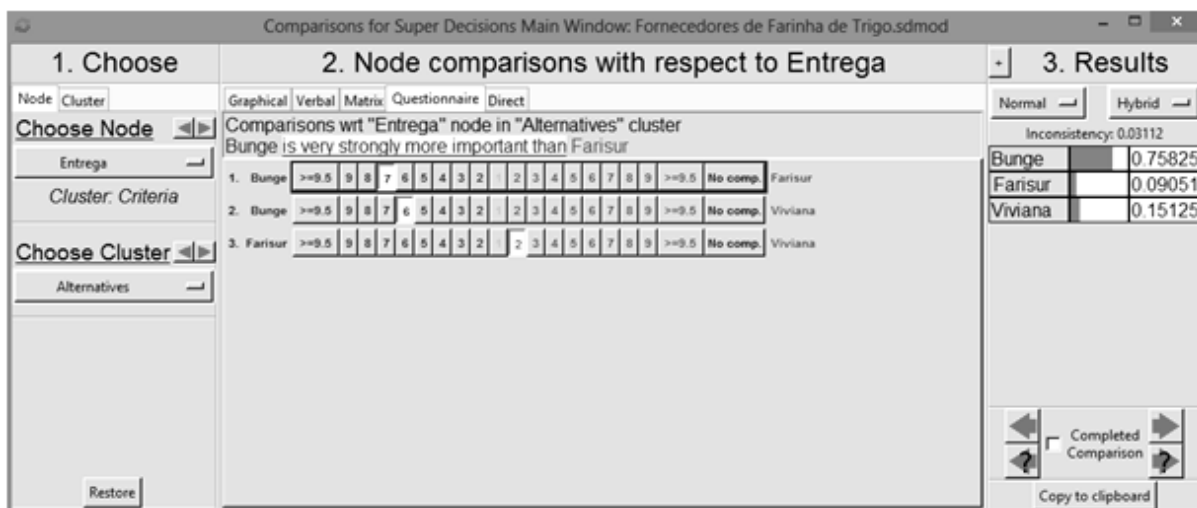 Comparisons for Super Decisions Main Window: Fornecedores de Farinha de Trigo.sdmod
1. Choose
Node Cluster
Choose Node
Entrega
Cluster: Criteria
Choose Cluster
Alternatives
Restore
2. Node comparisons with respect to Entrega
Graphical Verbal Matrix Questionnaire Direct
Comparisons wrt "Entrega" node in "Alternatives" cluster
Bunge is very strongly more important than Farisur
1. Bunge >=9.5 9 8 7 6 5 4 3 2 1 2 3 4 5 6 7 8 9 >=9.5 No comp. Farisur
2. Bunge >=9.5 9 8 7 6 5 4 3 2 1 2 3 4 5 6 7 8 9 >=9.5 No comp. Viviana
3. Farisur >=9.5 9 8 7 6 5 4 3 2 1 2 3 4 5 6 7 8 9 >=9.5 No comp. Viviana
+ 3. Results
Normal Hybrid
Inconsistency: 0.03112
Bunge 0.75825
Farisur 0.09051
Viviana 0.15125
Completed
Comparison
? ?
Copy to clipboard